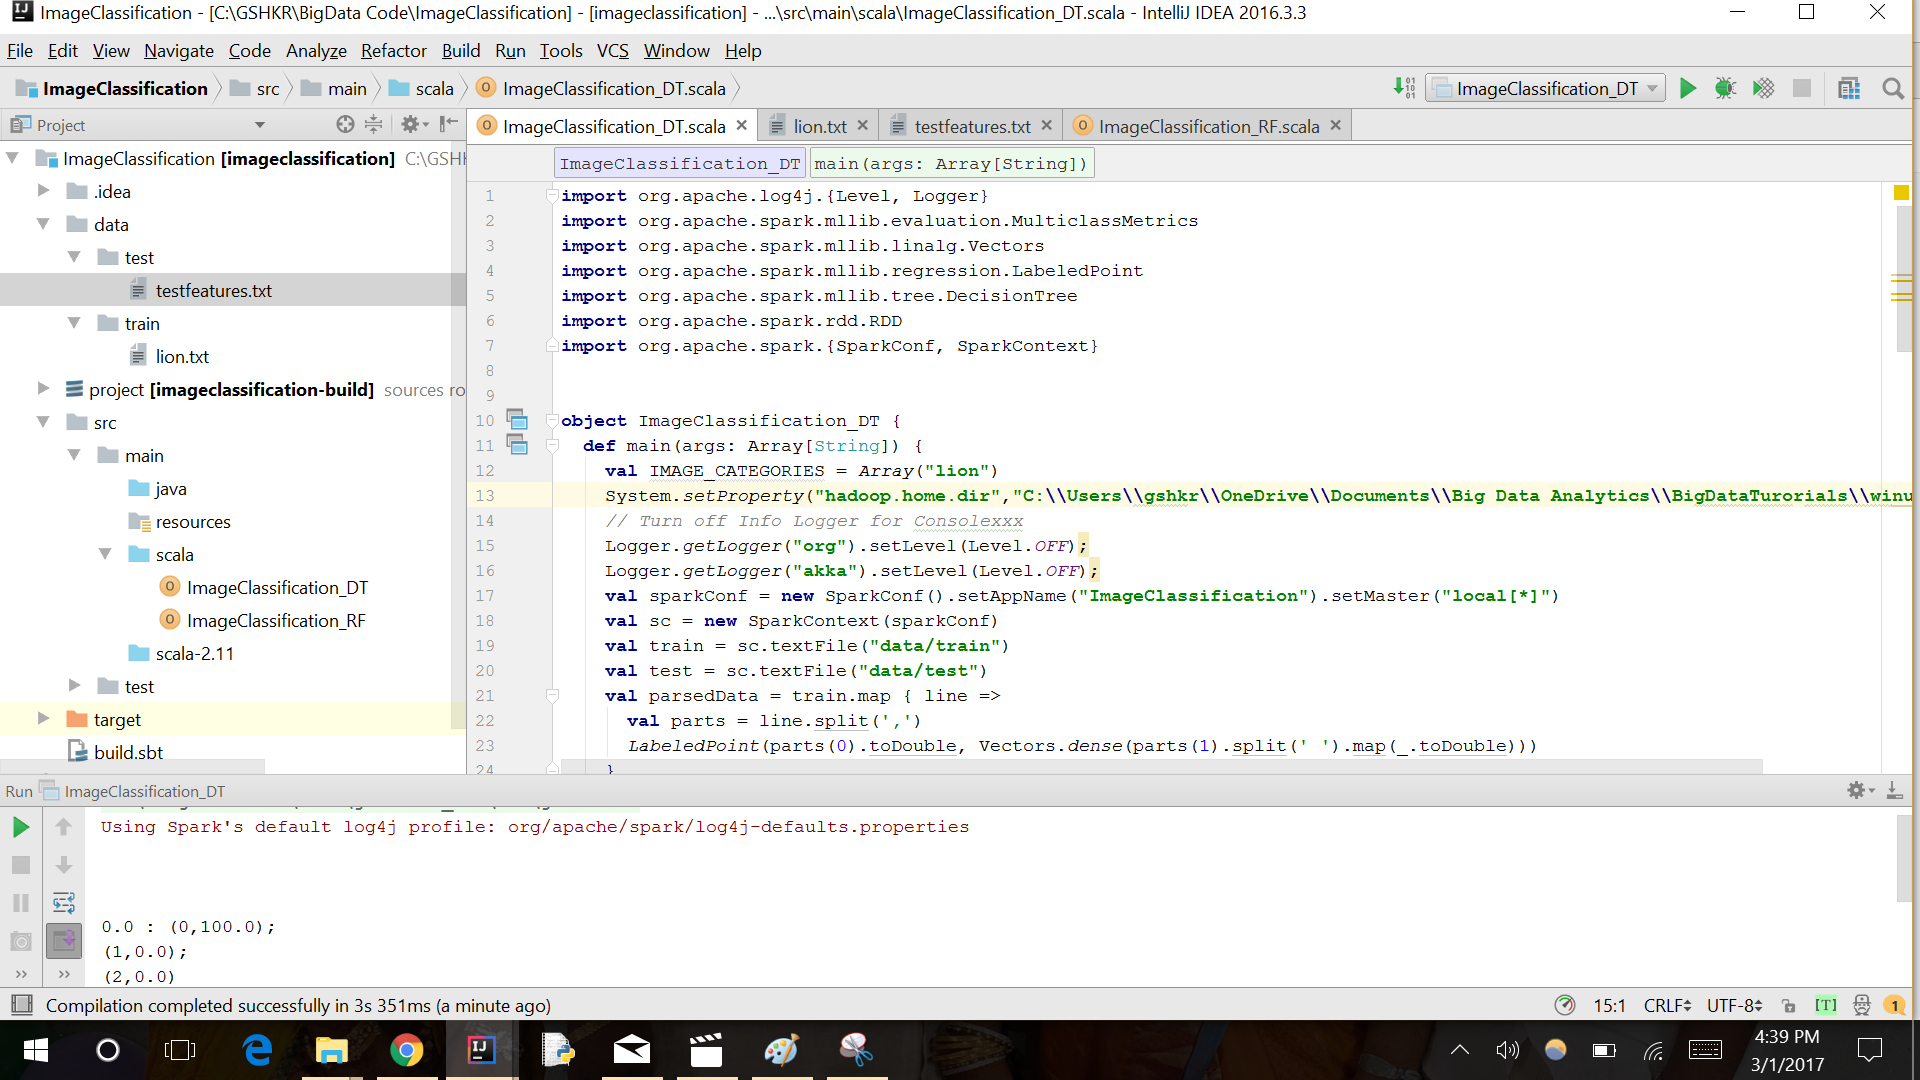 ImageClassification - [C:\GSHKR\BigData Code\ImageClassification] - [imageclassification] - ...\src\main\scala\ImageClassification_DT.scala - IntelliJ IDEA 2016.3.3
File Edit View Navigate Code Analyze Refactor Build Run Tools VCS Window Help
ImageClassification src main scala ImageClassification_DT.scala
ImageClassification_DT
Project
ImageClassification_DT.scala lion.txt testfeatures.txt ImageClassification_RF.scala
ImageClassification [imageclassification] C:\GSHK
.idea
data
test
testfeatures.txt
train
lion.txt
project [imageclassification-build] sources ro
src
main
java
resources
scala
ImageClassification_DT
ImageClassification_RF
scala-2.11
test
target
build.sbt
ImageClassification_DT main(args: Array[String])
1 import org.apache.log4j.{Level, Logger}
2 import org.apache.spark.mllib.evaluation.MulticlassMetrics
3 import org.apache.spark.mllib.linalg.Vectors
4 import org.apache.spark.mllib.regression.LabeledPoint
5 import org.apache.spark.mllib.tree.DecisionTree
6 import org.apache.spark.rdd.RDD
7 import org.apache.spark.{SparkConf, SparkContext}
8
9
10 object ImageClassification_DT {
11 def main(args: Array[String]) {
12 val IMAGE_CATEGORIES = Array("lion")
13 System.setProperty("hadoop.home.dir","C:\\Users\\gshkr\\OneDrive\\Documents\\Big Data Analytics\\BigDataTurorials\\winu
14 // Turn off Info Logger for Consolexxx
15 Logger.getLogger("org").setLevel(Level.OFF);
16 Logger.getLogger("akka").setLevel(Level.OFF);
17 val sparkConf = new SparkConf().setAppName("ImageClassification").setMaster("local[*]")
18 val sc = new SparkContext(sparkConf)
19 val train = sc.textFile("data/train")
20 val test = sc.textFile("data/test")
21 val parsedData = train.map { line =>
22 val parts = line.split(',')
23 LabeledPoint(parts(0).toDouble, Vectors.dense(parts(1).split(' ').map(_.toDouble)))
24 }
Run ImageClassification_DT
Using Spark's default log4j profile: org/apache/spark/log4j-defaults.properties
0.0 : (0,100.0);
(1,0.0);
(2,0.0)
Compilation completed successfully in 3s 351ms (a minute ago)
15:1 CRLF UTF-8 [T] 1
4:39 PM
3/1/2017